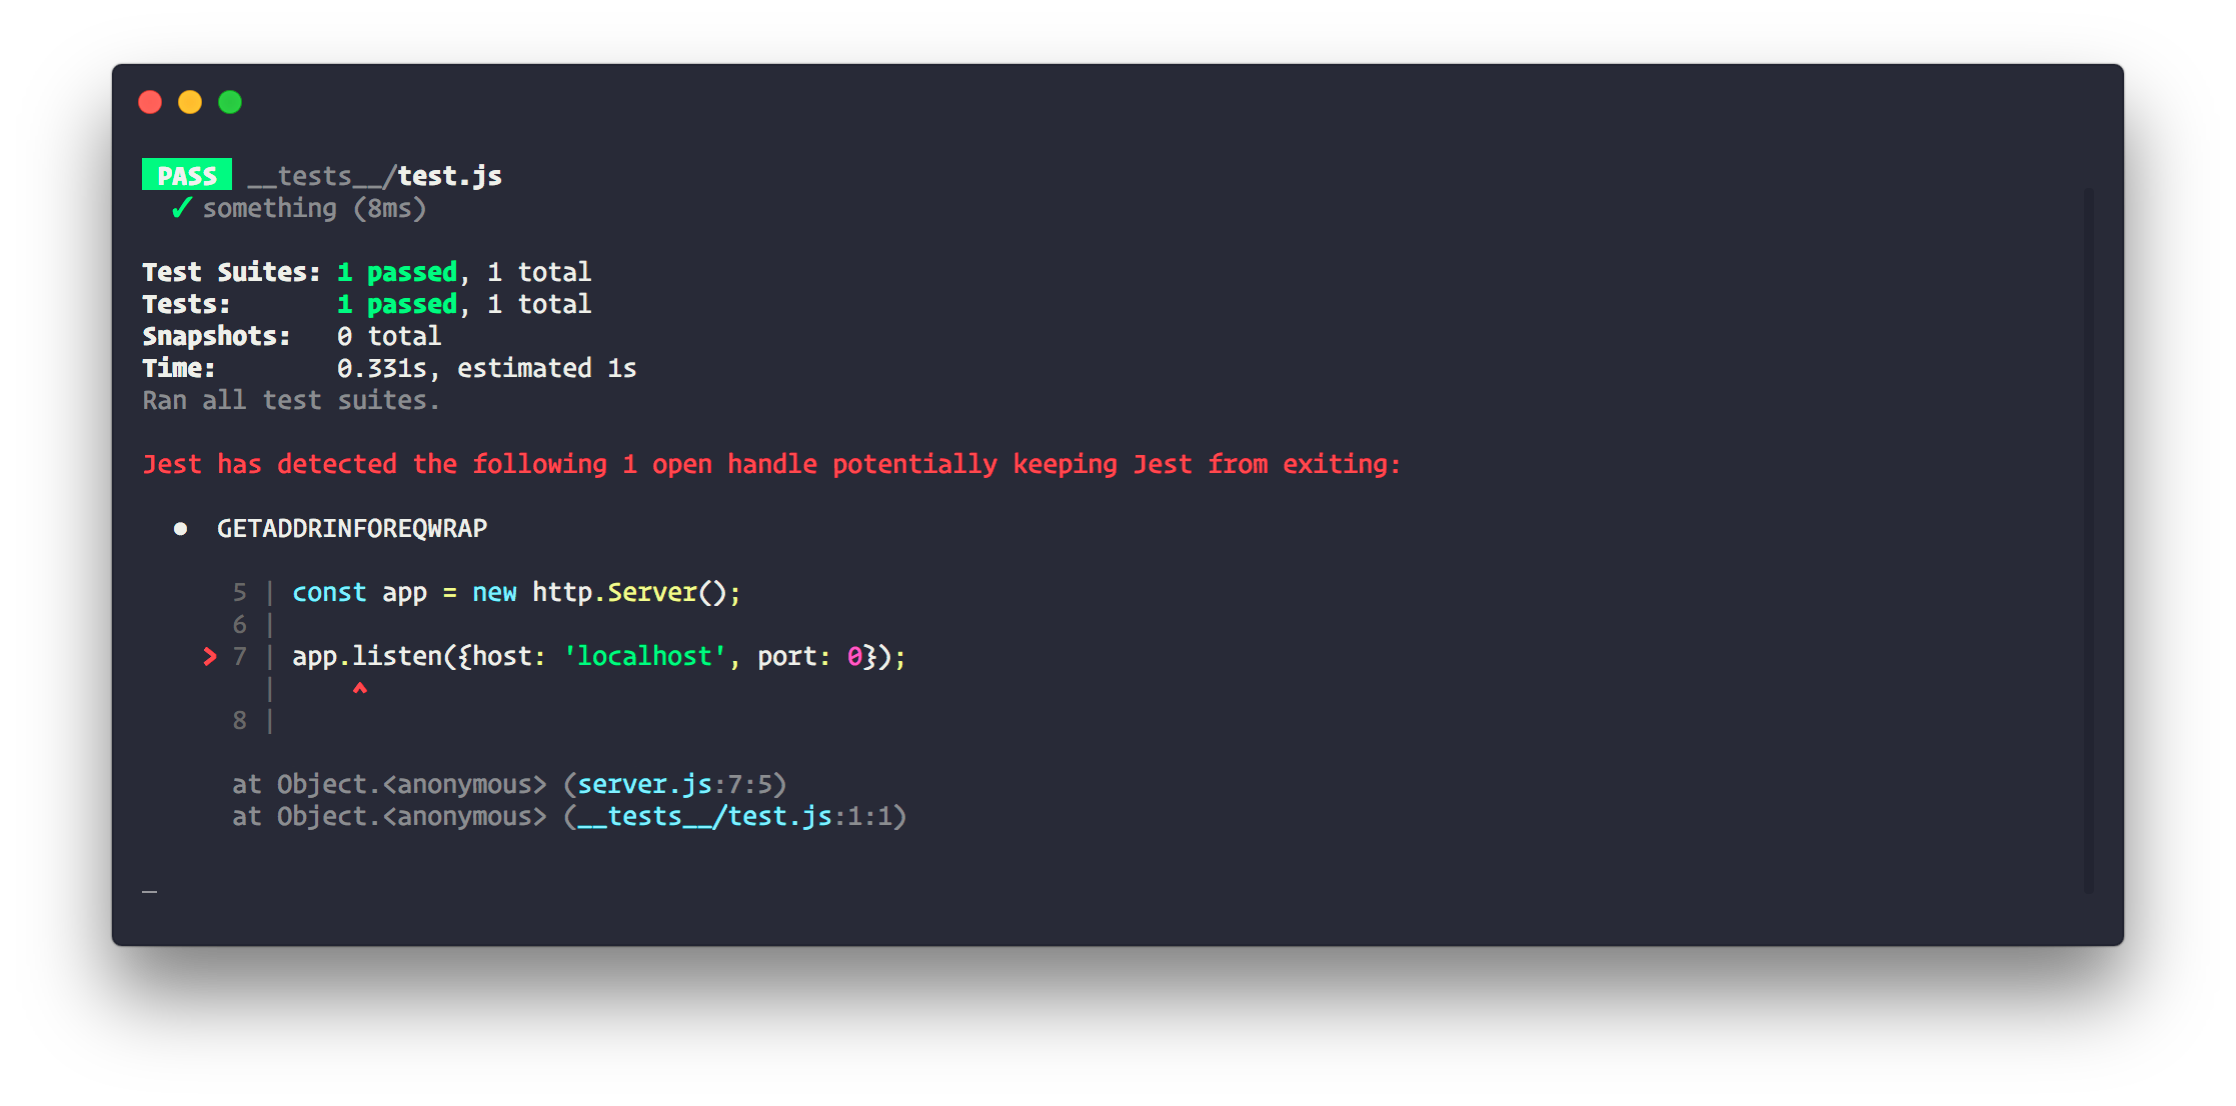 PASS __tests__/test.js
✓ something (8ms)
Test Suites: 1 passed, 1 total
Tests: 1 passed, 1 total
Snapshots: 0 total
Time: 0.331s, estimated 1s
Ran all test suites.
Jest has detected the following 1 open handle potentially keeping Jest from exiting:
● GETADDRINFOREQWRAP
5 | const app = new http.Server();
6 |
> 7 | app.listen({host: 'localhost', port: 0});
| ^
8 |
at Object.<anonymous> (server.js:7:5)
at Object.<anonymous> (__tests__/test.js:1:1)
_